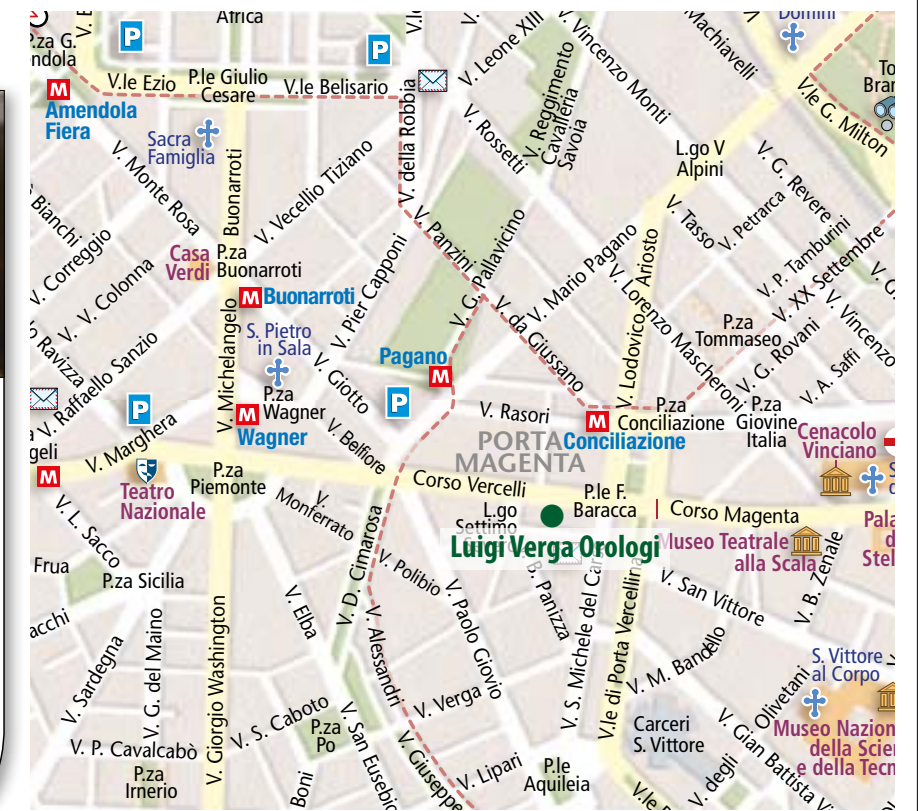 Africa
Domini
V. E
V. Leone XIII
V. Vincenzo Monti
Machiavelli
P.za G.
P
P
V.le Ezio
P.le Giulio
Cesare
V.le Belisario
V. della Robbia
V. Reggimento
Cavalleria
Savoia
V.le G. Milton
M
Amendola
Fiera
Sacra
Famiglia
V. Rossetti
L.go V
Alpini
V. G. Revere
V. Monte Rosa
Buonarroti
V. Vecellio Tiziano
V. Tasso
V. Petrarca
Bianchi
V. Correggio
V. V. Colonna
Casa
Verdi
P.za
Buonarroti
V. Panzini
V. G. Pallavicino
V. Mario Pagano
V. Lodovico Ariosto
V. P. Tamburini
V. XX Settembre
M
Buonarroti
V. Pier Capponi
V. da Giussano
V. Lorenzo Mascheroni
P.za
Tommaseo
V. Vincenzo
V. G. Rovani
V. A. Saffi
Ravizza
V. Raffaello Sanzio
V. Michelangelo
S. Pietro
in Sala
V. Giotto
Pagano
M
P
P
M
P.za
Wagner
Wagner
V. Belfiore
V. Rasori
M
Conciliazione
P.za
Conciliazione
P.za
Giovine
Italia
Cenacolo
Vinciano
geli
V. Marghera
M
PORTA
MAGENTA
Teatro
Nazionale
P.za
Piemonte
V.
Monferrato
Corso Vercelli
L.go
Settimo
P.le F.
Baracca
Corso Magenta
Luigi Verga Orologi
Museo Teatrale
alla Scala
V. L. Sacco
Frua
P.za Sicilia
V. D. Cimarosa
V. Polibio
V. Paolo Giovio
B. Panizza
V. S. Michele del Car
V.le di Porta Vercellina
V. San Vittore
V. B. Zenale
acchi
V. Sardegna
V. G. del Maino
V. Giorgio Washington
V. Elba
V. Alessandri
V. Verga
V. M. Bandello
S. Vittore
al Corpo
Olivetani
V. degli
V. P. Cavalcabò
V. S. Caboto
P.za
Po
V. San Eusebio
V. Giuseppe
V. Lipari
P.le
Aquileia
Carceri
S. Vittore
V. Gian Battista
Museo Nazion
della Scien
e della Tecn
P.za
Irnerio
Boni
V.le